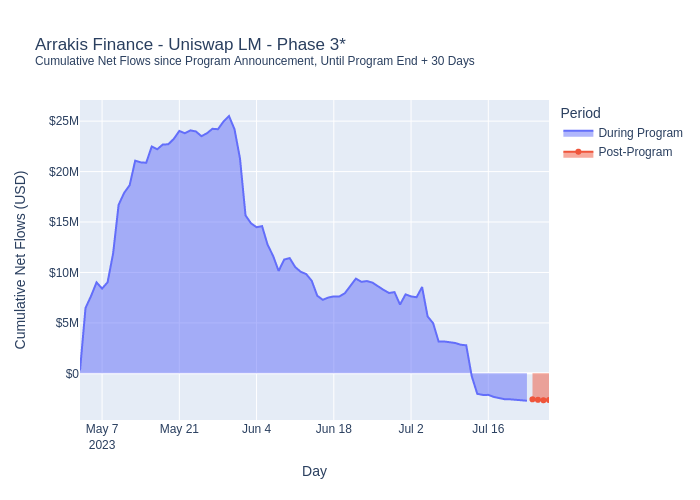 Arrakis Finance - Uniswap LM - Phase 3*
Cumulative Net Flows since Program Announcement, Until Program End + 30 Days
Period
During Program
Post-Program
Cumulative Net Flows (USD)
$25M
$20M
$15M
$10M
$5M
$0
May 7
2023
May 21
Jun 4
Jun 18
Jul 2
Jul 16
Day